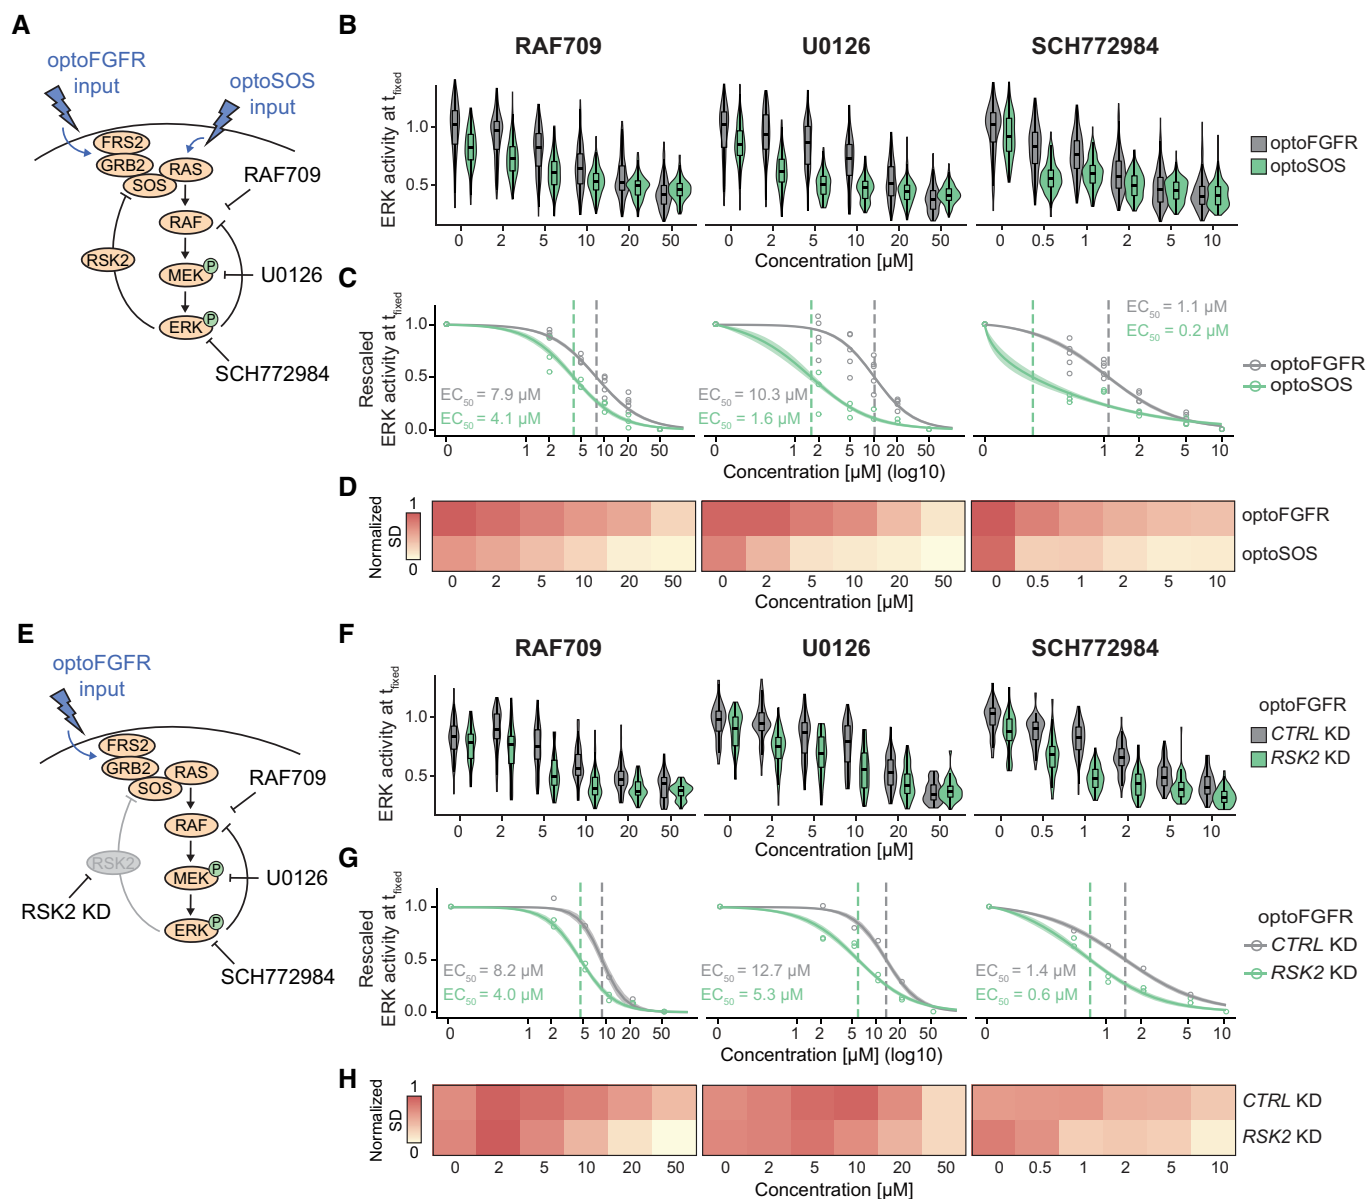 A
optoFGFR
input
optoSOS
input
FRS2
GRB2
SOS
RAS
RAF709
RAF
RSK2
MEK
P
U0126
ERK
P
SCH772984
B
RAF709
U0126
SCH772984
ERK activity at tfixed
1.0
0.5
0 2 5 10 20 50
0 2 5 10 20 50
0 0.5 1 2 5 10
Concentration [µM]
optoFGFR
optoSOS
C
Rescaled
ERK activity at tfixed
1.0
0.5
0.0
EC50 = 7.9 µM
EC50 = 4.1 µM
EC50 = 10.3 µM
EC50 = 1.6 µM
EC50 = 1.1 µM
EC50 = 0.2 µM
0 1 2 5 10 20 50
0 1 2 5 10 20 50
0 1 2 5 10
Concentration [µM] (log10)
optoFGFR
optoSOS
D
Normalized
SD
1
0
optoFGFR
optoSOS
0 2 5 10 20 50
0 2 5 10 20 50
0 0.5 1 2 5 10
Concentration [µM]
E
optoFGFR
input
FRS2
GRB2
SOS
RAS
RAF709
RAF
RSK2
MEK
P
U0126
RSK2 KD
ERK
P
SCH772984
F
RAF709
U0126
SCH772984
ERK activity at tfixed
1.0
0.5
0 2 5 10 20 50
0 2 5 10 20 50
0 0.5 1 2 5 10
Concentration [µM]
optoFGFR
CTRL KD
RSK2 KD
G
Rescaled
ERK activity at tfixed
1.0
0.5
0.0
EC50 = 8.2 µM
EC50 = 4.0 µM
EC50 = 12.7 µM
EC50 = 5.3 µM
EC50 = 1.4 µM
EC50 = 0.6 µM
0 1 2 5 10 20 50
0 1 2 5 10 20 50
0 1 2 5 10
Concentration [µM] (log10)
optoFGFR
CTRL KD
RSK2 KD
H
Normalized
SD
1
0
CTRL KD
RSK2 KD
0 2 5 10 20 50
0 2 5 10 20 50
0 0.5 1 2 5 10
Concentration [µM]